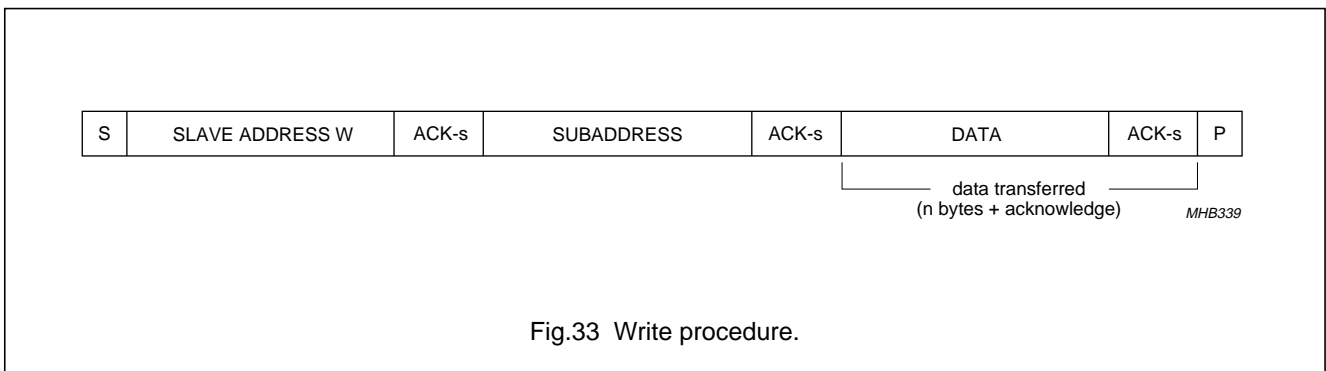 S SLAVE ADDRESS W ACK-s SUBADDRESS ACK-s DATA ACK-s P
data transferred
(n bytes + acknowledge)
MHB339
Fig.33 Write procedure.